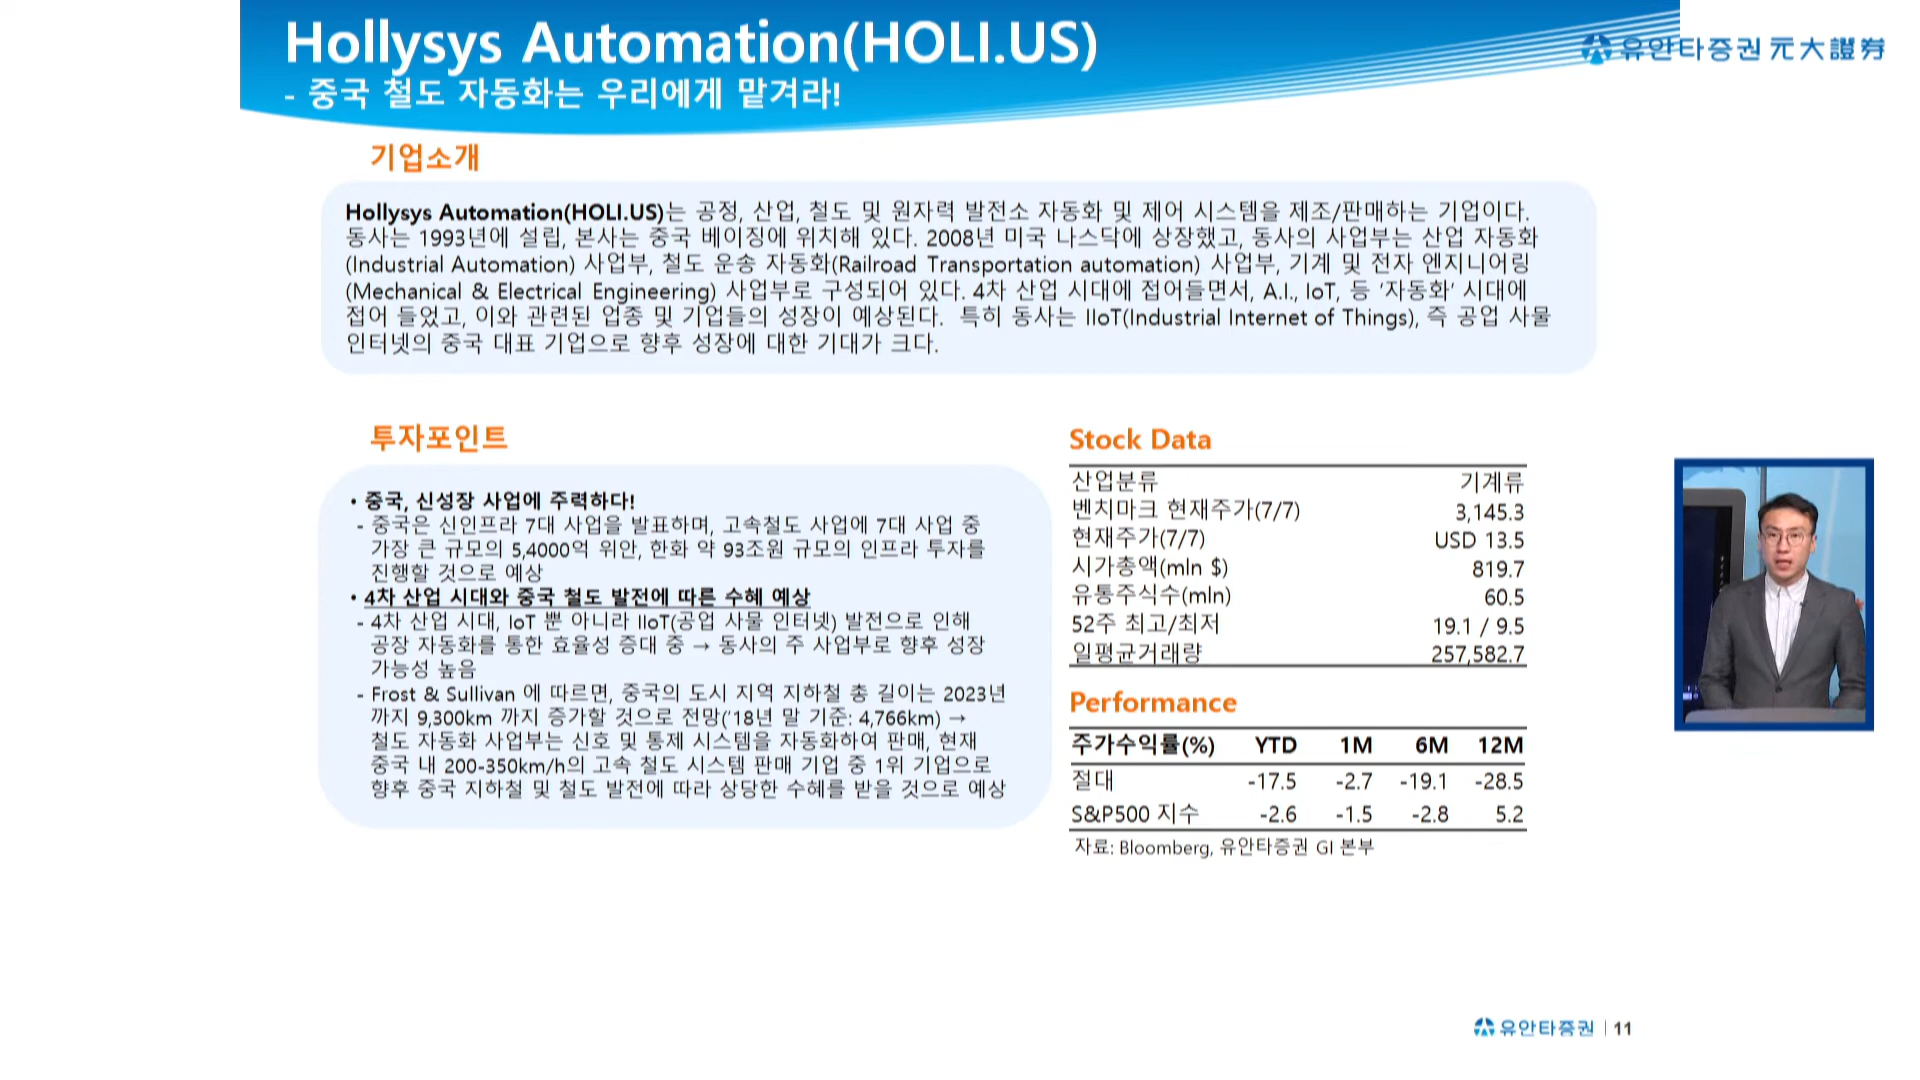 Hollysys Automation(HOLI.US)
- 중국 철도 자동화는 우리에게 맡겨라!
유안타증권 元大證券
기업소개
Hollysys Automation(HOLI.US)는 공정, 산업, 철도 및 원자력 발전소 자동화 및 제어 시스템을 제조/판매하는 기업이다.
동사는 1993년에 설립, 본사는 중국 베이징에 위치해 있다. 2008년 미국 나스닥에 상장했고, 동사의 사업부는 산업 자동화
(Industrial Automation) 사업부, 철도 운송 자동화(Railroad Transportation automation) 사업부, 기계 및 전자 엔지니어링
(Mechanical & Electrical Engineering) 사업부로 구성되어 있다. 4차 산업 시대에 접어들면서, A.I., IoT, 등 ‘자동화’ 시대에
접어 들었고, 이와 관련된 업종 및 기업들의 성장이 예상된다. 특히 동사는 IIoT(Industrial Internet of Things), 즉 공업 사물
인터넷의 중국 대표 기업으로 향후 성장에 대한 기대가 크다.
투자포인트
• 중국, 신성장 사업에 주력하다!
- 중국은 신인프라 7대 사업을 발표하며, 고속철도 사업에 7대 사업 중
가장 큰 규모의 5,4000억 위안, 한화 약 93조원 규모의 인프라 투자를
진행할 것으로 예상
• 4차 산업 시대와 중국 철도 발전에 따른 수혜 예상
- 4차 산업 시대, IoT 뿐 아니라 IIoT(공업 사물 인터넷) 발전으로 인해
공장 자동화를 통한 효율성 증대 중 → 동사의 주 사업부로 향후 성장
가능성 높음
- Frost & Sullivan 에 따르면, 중국의 도시 지역 지하철 총 길이는 2023년
까지 9,300km 까지 증가할 것으로 전망(’18년 말 기준: 4,766km) →
철도 자동화 사업부는 신호 및 통제 시스템을 자동화하여 판매, 현재
중국 내 200-350km/h의 고속 철도 시스템 판매 기업 중 1위 기업으로
향후 중국 지하철 및 철도 발전에 따라 상당한 수혜를 받을 것으로 예상
Stock Data
산업분류 기계류
벤치마크 현재주가(7/7) 3,145.3
현재주가(7/7) USD 13.5
시가총액(mln $) 819.7
유통주식수(mln) 60.5
52주 최고/최저 19.1 / 9.5
일평균거래량 257,582.7
Performance
주가수익률(%) YTD 1M 6M 12M
절대 -17.5 -2.7 -19.1 -28.5
S&P500 지수 -2.6 -1.5 -2.8 5.2
자료: Bloomberg, 유안타증권 GI 본부
유안타증권 | 11